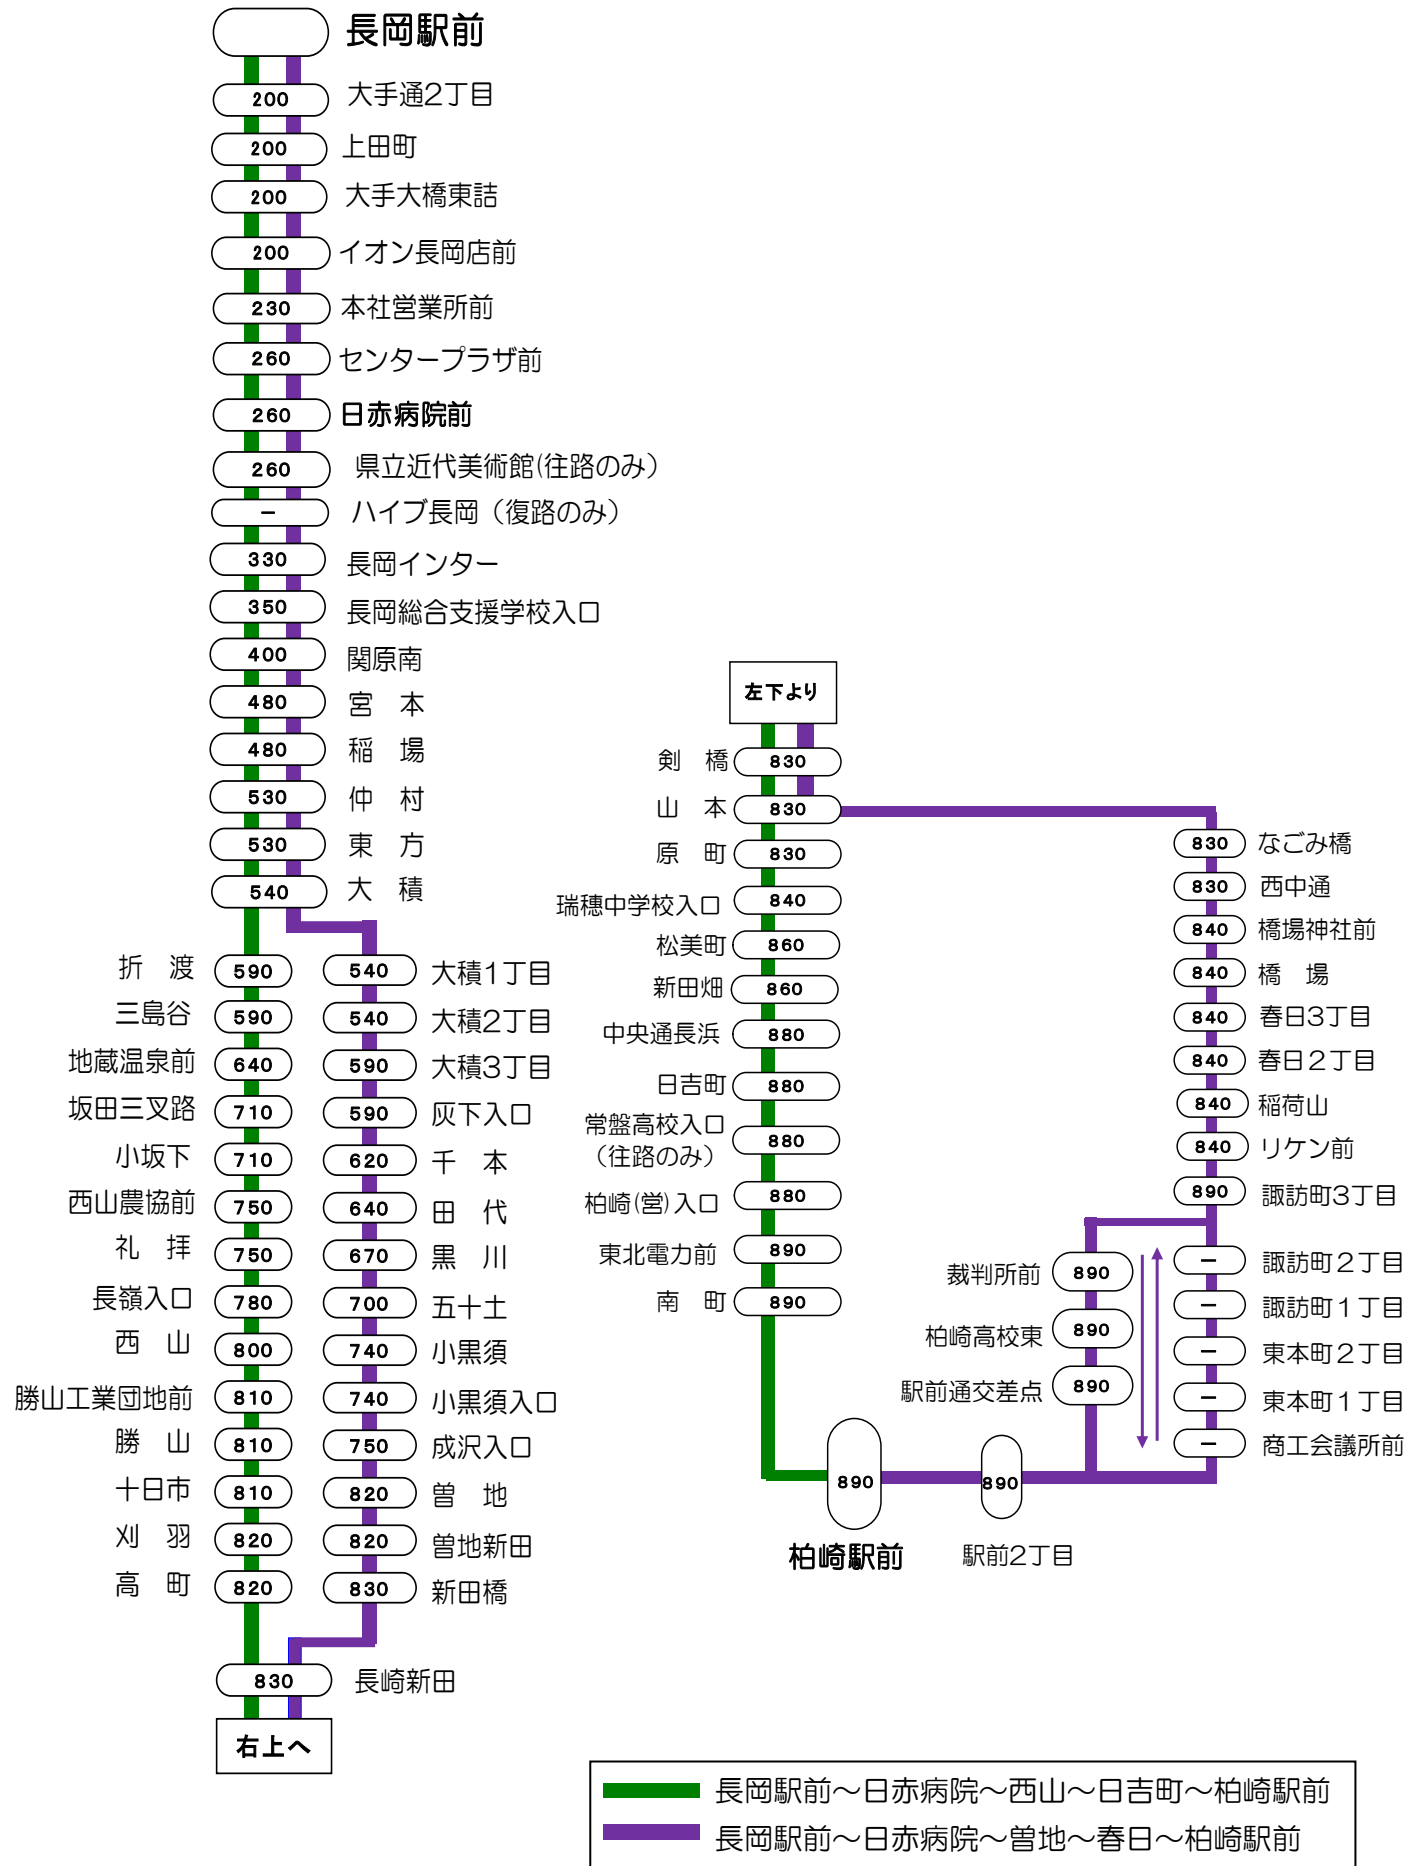 長岡駅前
200 大手通2丁目
200 上田町
200 大手大橋東詰
200 イオン長岡店前
230 本社営業所前
260 センタープラザ前
260 日赤病院前
260 県立近代美術館(往路のみ）
− ハイブ長岡（復路のみ）
330 長岡インター
350 長岡総合支援学校入口
400 関原南
480 宮　本
480 稲　場
530 仲　村
530 東　方
540 大　積
折　渡 590
三島谷 590
地蔵温泉前 640
坂田三叉路 710
小坂下 710
西山農協前 750
礼　拝 750
長嶺入口 780
西　山 800
勝山工業団地前 810
勝　山 810
十日市 810
刈　羽 820
高　町 820
540 大積1丁目
540 大積2丁目
590 大積3丁目
590 灰下入口
620 千　本
640 田　代
670 黒　川
700 五十土
740 小黒須
740 小黒須入口
750 成沢入口
820 曽　地
820 曽地新田
830 新田橋
830 長崎新田
右上へ
左下より
剣　橋 830
山　本 830
原　町 830
瑞穂中学校入口 840
松美町 860
新田畑 860
中央通長浜 880
日吉町 880
常盤高校入口 880
（往路のみ）
柏崎(営)入口 880
東北電力前 890
南　町 890
830 なごみ橋
830 西中通
840 橋場神社前
840 橋　場
840 春日3丁目
840 春日２丁目
840 稲荷山
840 リケン前
890 諏訪町3丁目
裁判所前 890
柏崎高校東 890
駅前通交差点 890
− 諏訪町２丁目
− 諏訪町１丁目
− 東本町２丁目
− 東本町１丁目
− 商工会議所前
890 柏崎駅前
890 駅前2丁目
長岡駅前～日赤病院～西山～日吉町～柏崎駅前
長岡駅前～日赤病院～曽地～春日～柏崎駅前